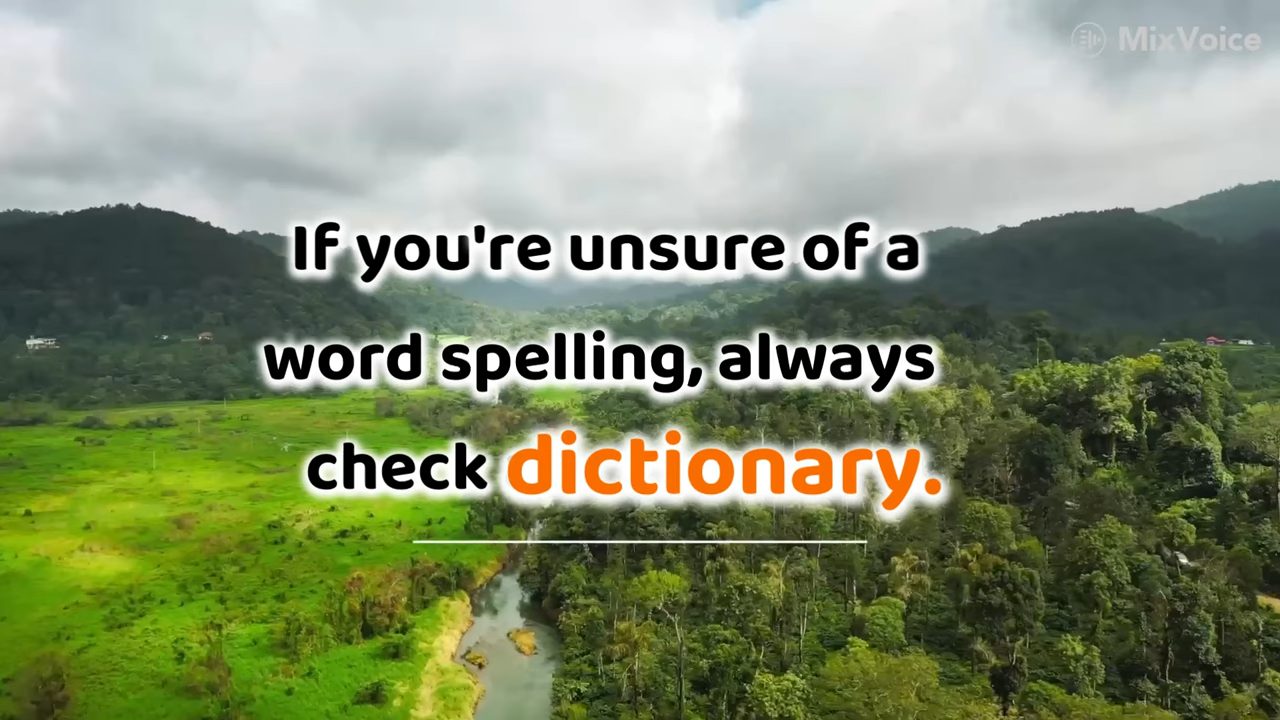 MixVoice
If you're unsure of a
word spelling, always
check dictionary.